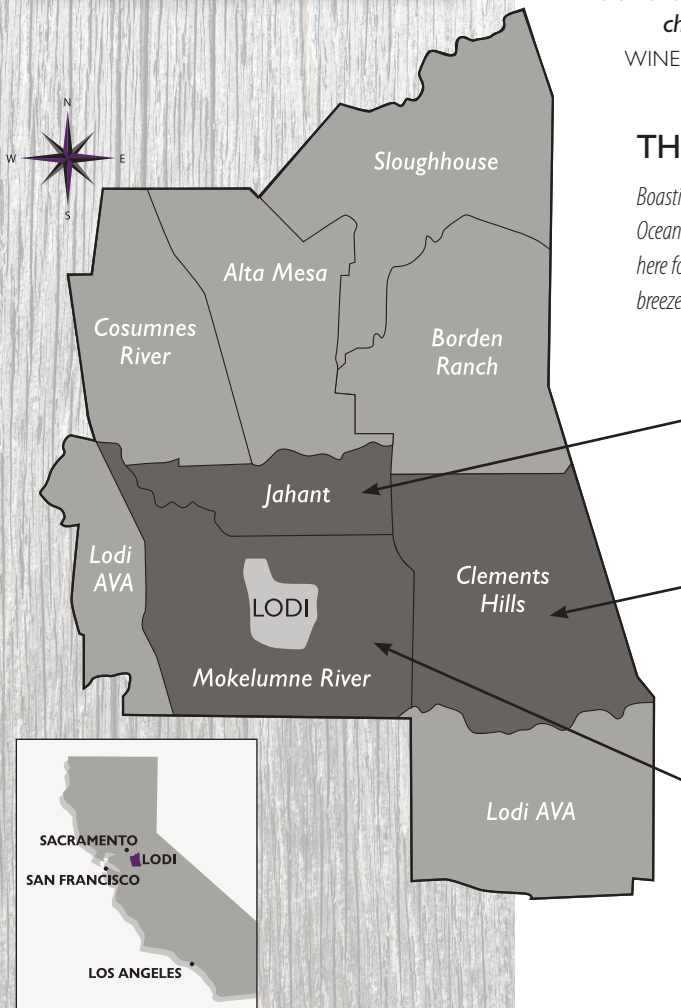 ch
WINE
TH
Boasti
Ocean
here fo
breeze
N
W E
S
Sloughhouse
Alta Mesa
Cosumnes
River
Borden
Ranch
Jahant
Lodi
AVA
LODI
Clements
Hills
Mokelumne River
Lodi AVA
SACRAMENTO
LODI
SAN FRANCISCO
LOS ANGELES